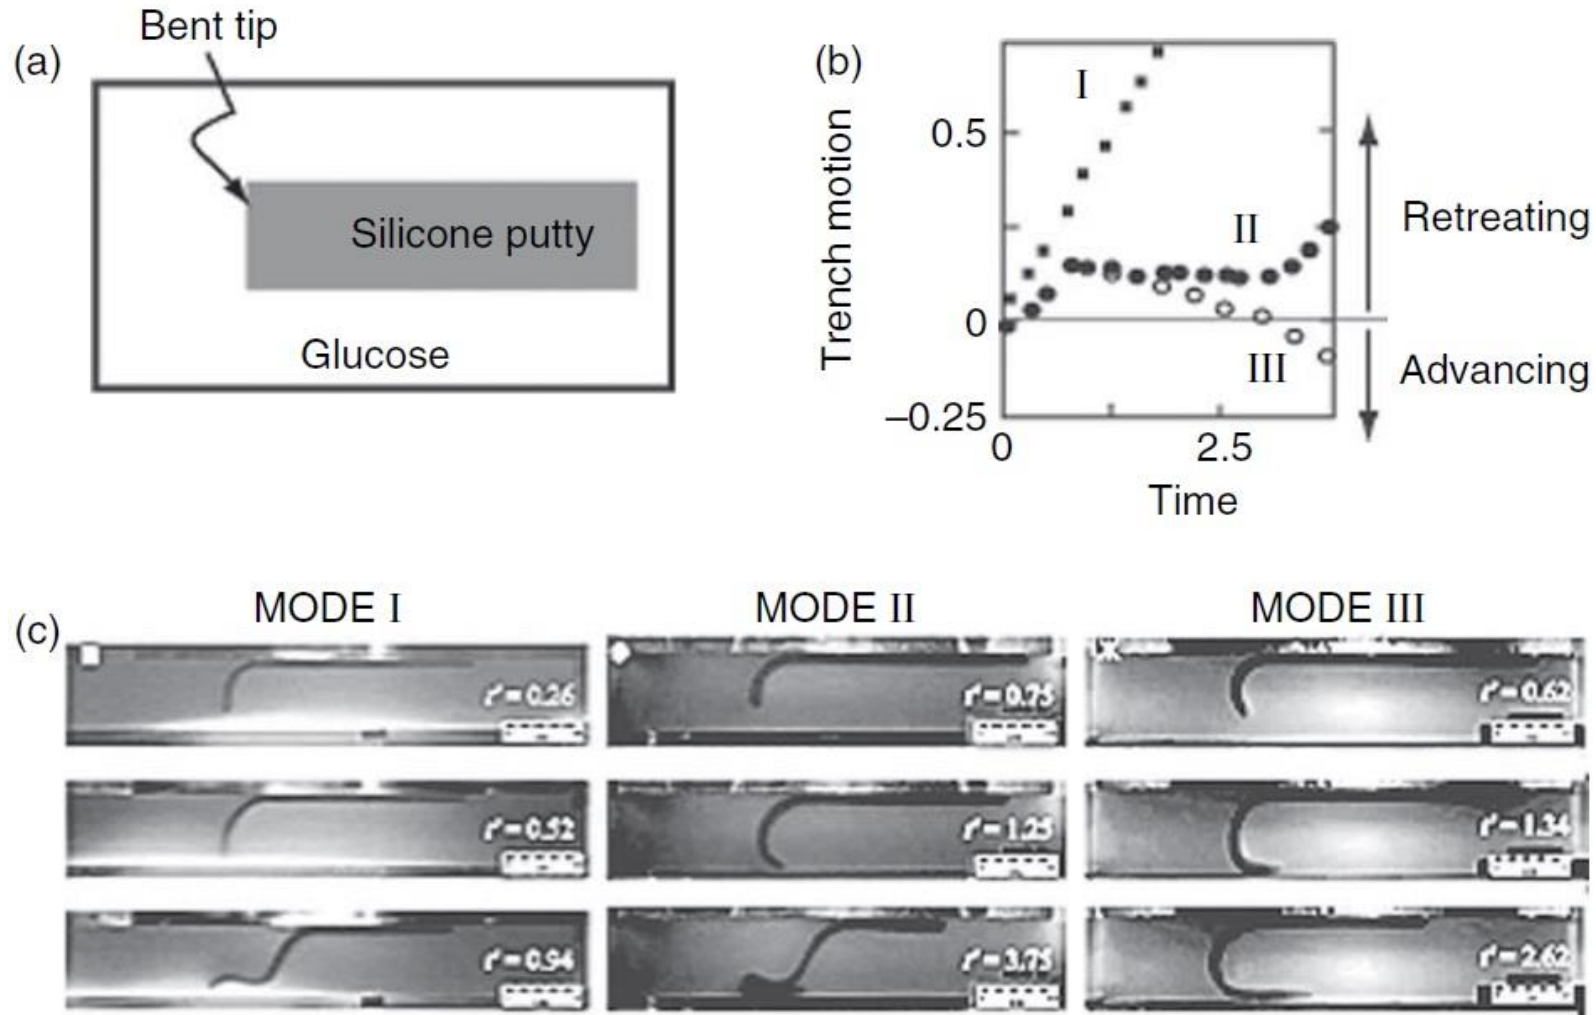 (a)
Bent tip
Silicone putty
Glucose
(b)
Trench motion
0.5
0
−0.25
0
2.5
Time
I
II
III
Retreating
Advancing
(c)
MODE I
MODE II
MODE III
t' = 0.26
t' = 0.75
t' = 0.62
t' = 0.52
t' = 1.25
t' = 1.34
t' = 0.94
t' = 3.75
t' = 2.62